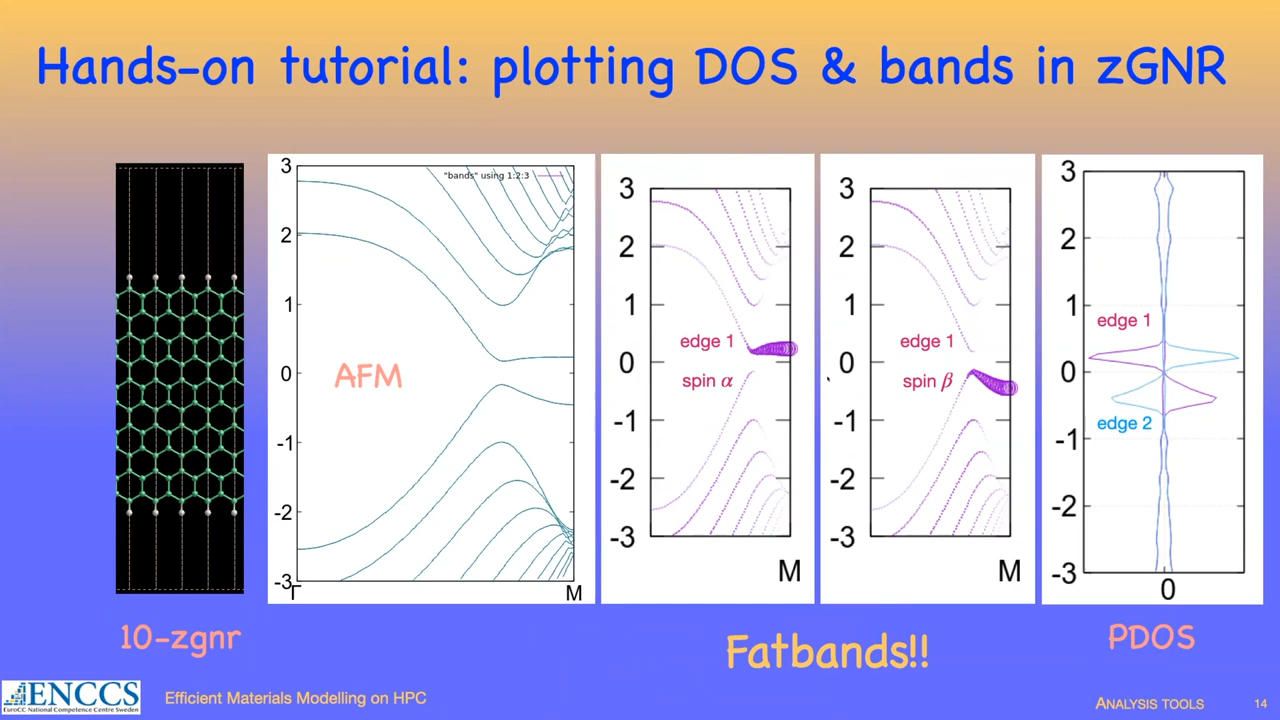 Hands-on tutorial: plotting DOS & bands in zGNR
3
2
1
0
-1
-2
-3
Γ
M
"bands" using 1:2:3
AFM
3
2
1
0
-1
-2
-3
edge 1
spin α
M
3
2
1
0
-1
-2
-3
edge 1
spin β
M
3
2
1
0
-1
-2
-3
edge 1
edge 2
0
10-zgnr
Fatbands!!
PDOS
ENCCS
EuroCC National Competence Centre Sweden
Efficient Materials Modelling on HPC
ANALYSIS TOOLS
14